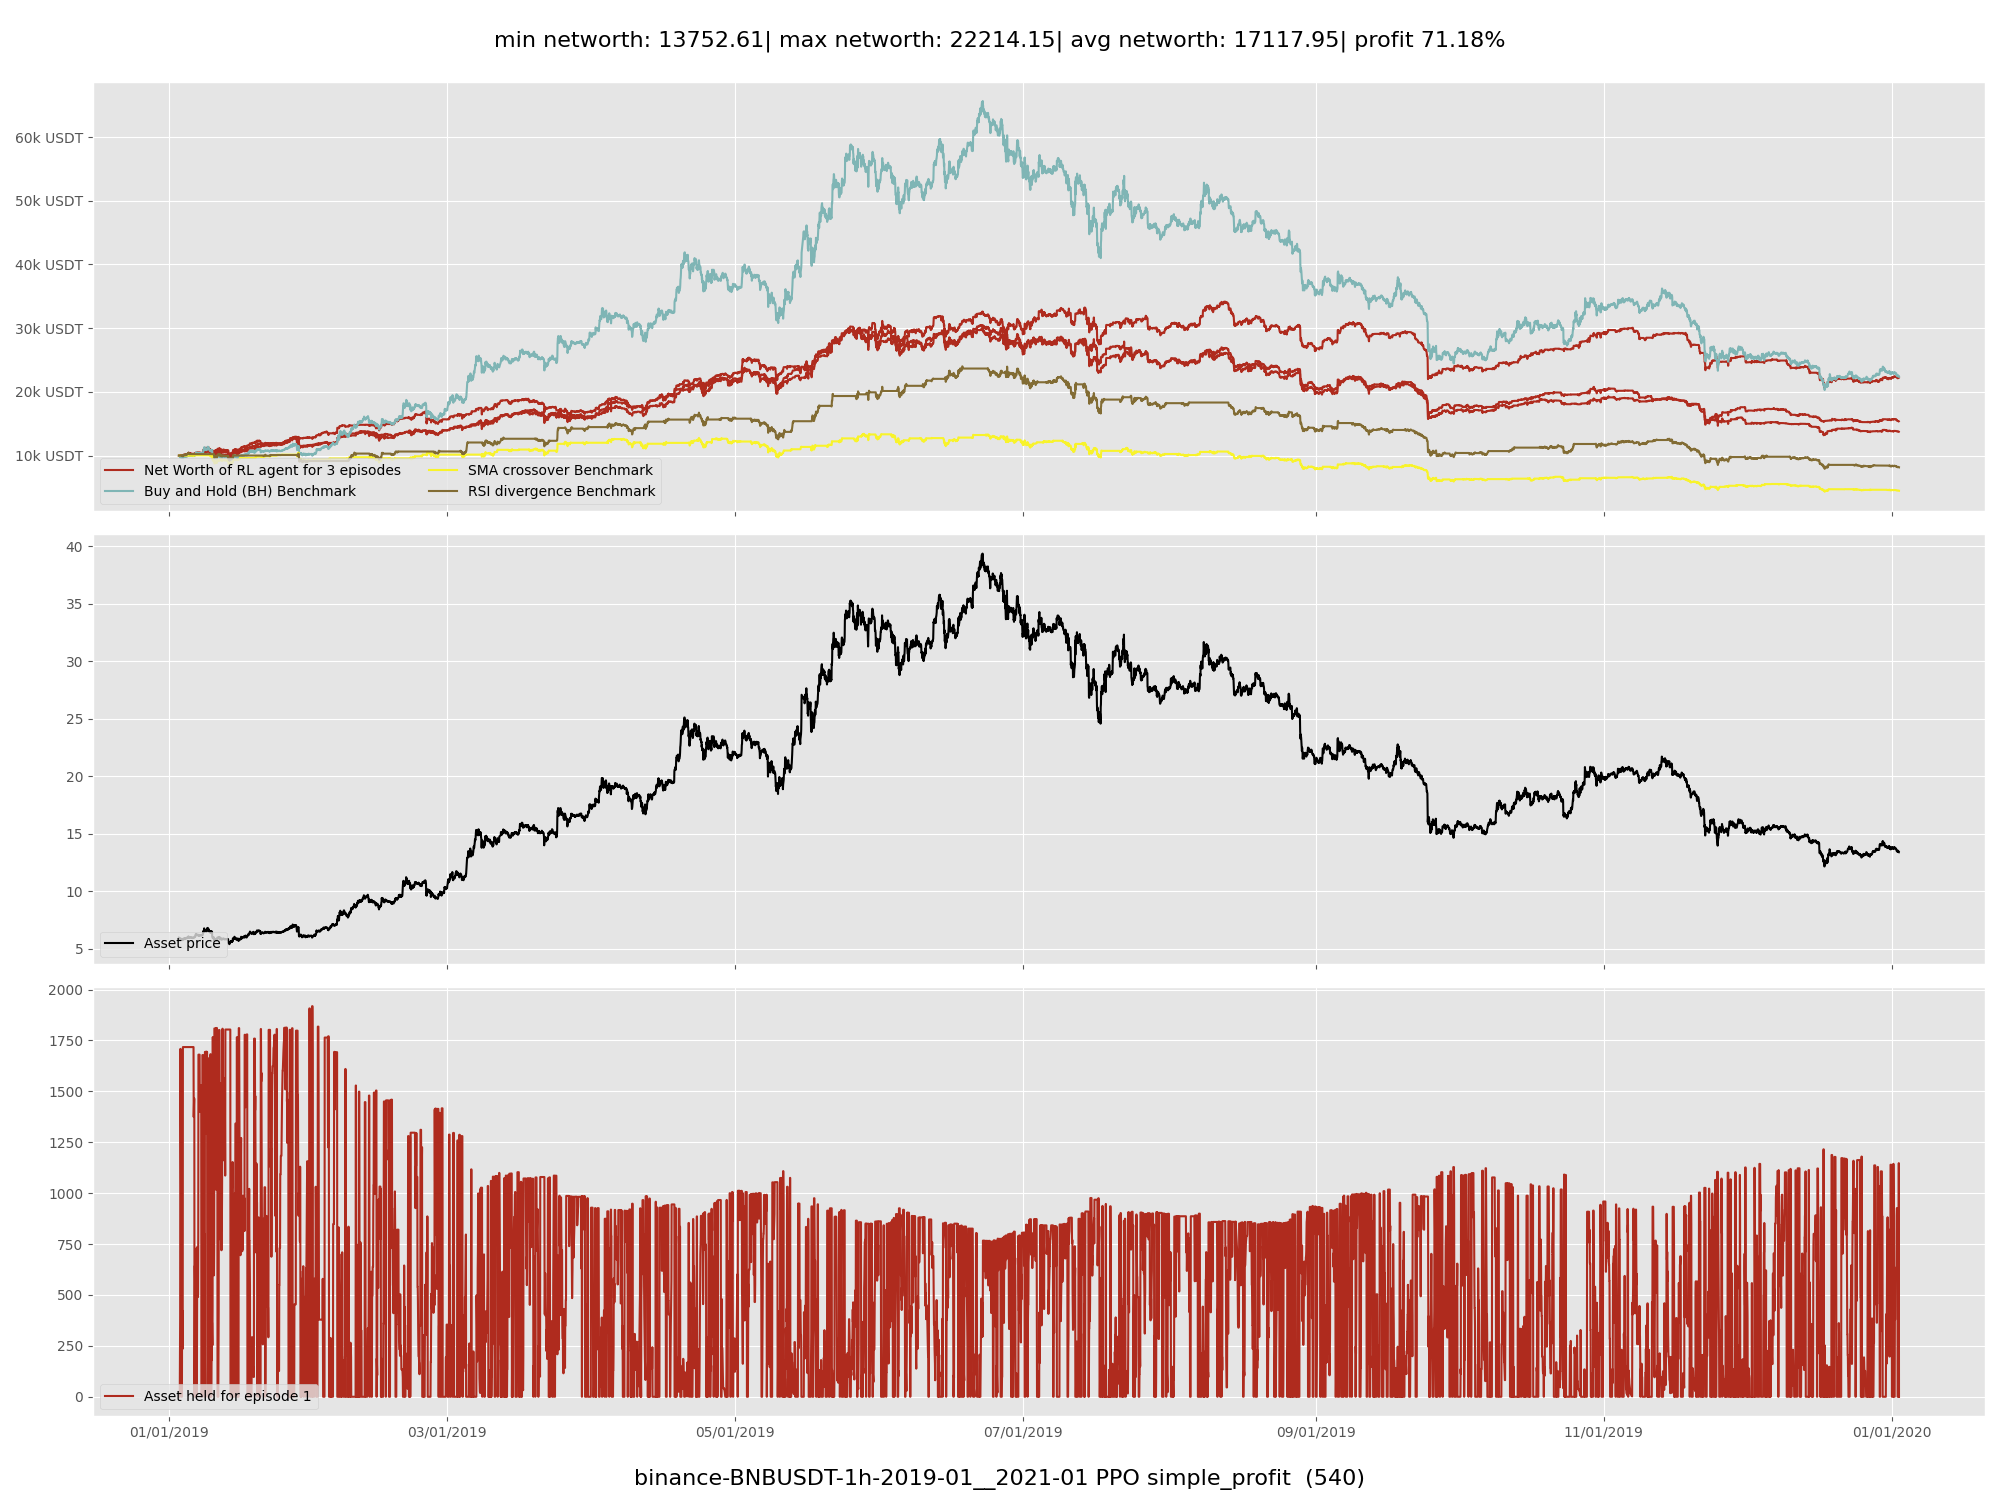 min networth: 13752.61| max networth: 22214.15| avg networth: 17117.95| profit 71.18%
60k USDT
50k USDT
40k USDT
30k USDT
20k USDT
10k USDT
Net Worth of RL agent for 3 episodes
Buy and Hold (BH) Benchmark
SMA crossover Benchmark
RSI divergence Benchmark
40
35
30
25
20
15
10
5
Asset price
2000
1750
1500
1250
1000
750
500
250
0
Asset held for episode 1
01/01/2019
03/01/2019
05/01/2019
07/01/2019
09/01/2019
11/01/2019
01/01/2020
binance-BNBUSDT-1h-2019-01__2021-01 PPO simple_profit  (540)